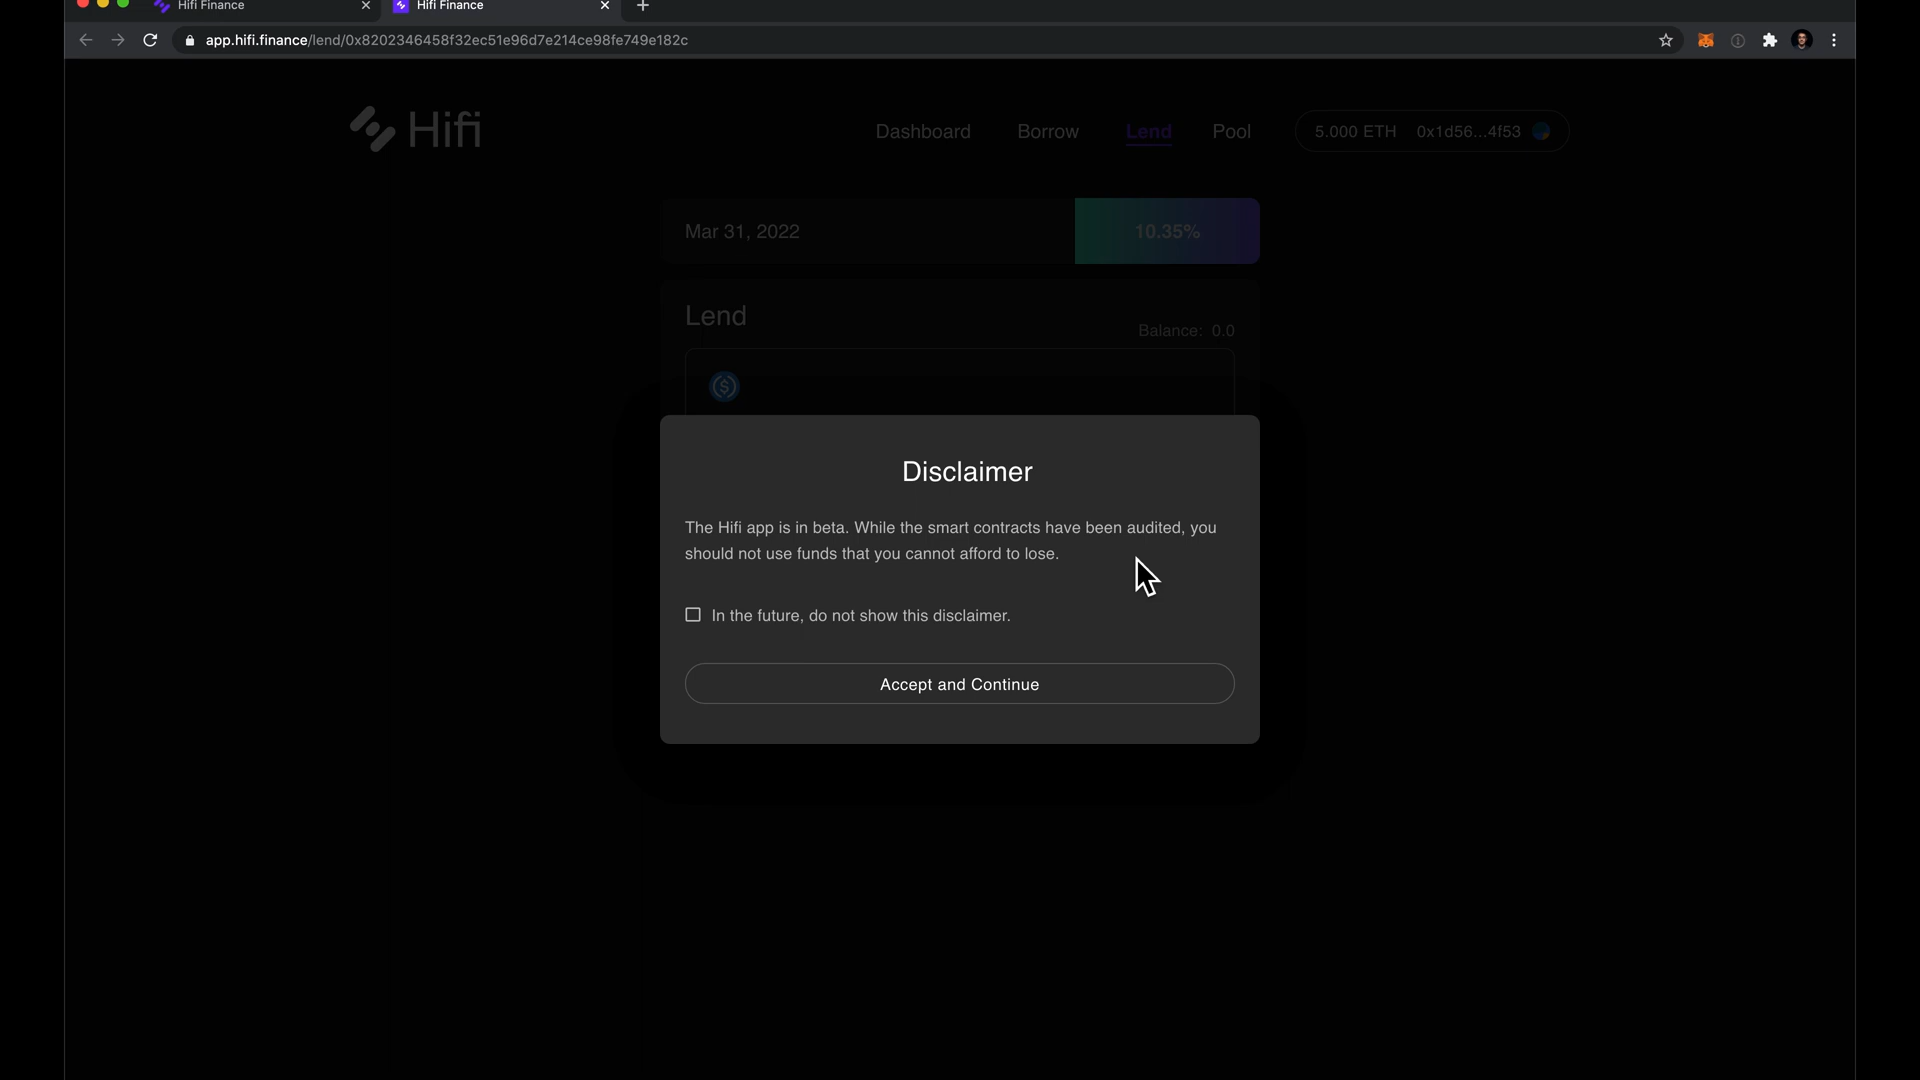 Hifi Finance
Hifi Finance
app.hifi.finance/lend/0x8202346458f32ec51e96d7e214ce98fe749e182c
Hifi
Dashboard
Borrow
Lend
Pool
5.000 ETH 0x1d56...4f53
Mar 31, 2022
10.35%
Lend
Balance: 0.0
Disclaimer
The Hifi app is in beta. While the smart contracts have been audited, you
should not use funds that you cannot afford to lose.
In the future, do not show this disclaimer.
Accept and Continue